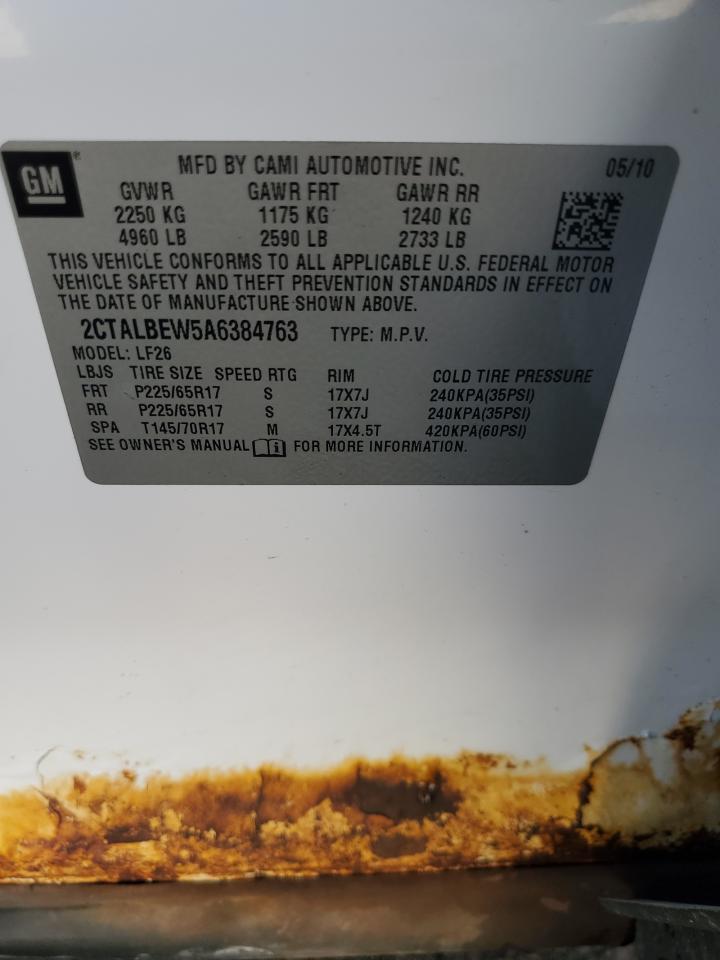 GM® MFD BY CAMI AUTOMOTIVE INC. 05/10
GVWR GAWR FRT GAWR RR
2250 KG 1175 KG 1240 KG
4960 LB 2590 LB 2733 LB
THIS VEHICLE CONFORMS TO ALL APPLICABLE U.S. FEDERAL MOTOR
VEHICLE SAFETY AND THEFT PREVENTION STANDARDS IN EFFECT ON
THE DATE OF MANUFACTURE SHOWN ABOVE.
2CTALBEW5A6384763 TYPE: M.P.V.
MODEL: LF26
LBJS TIRE SIZE SPEED RTG RIM COLD TIRE PRESSURE
FRT P225/65R17 S 17X7J 240KPA(35PSI)
RR P225/65R17 S 17X7J 240KPA(35PSI)
SPA T145/70R17 M 17X4.5T 420KPA(60PSI)
SEE OWNER'S MANUAL i FOR MORE INFORMATION.